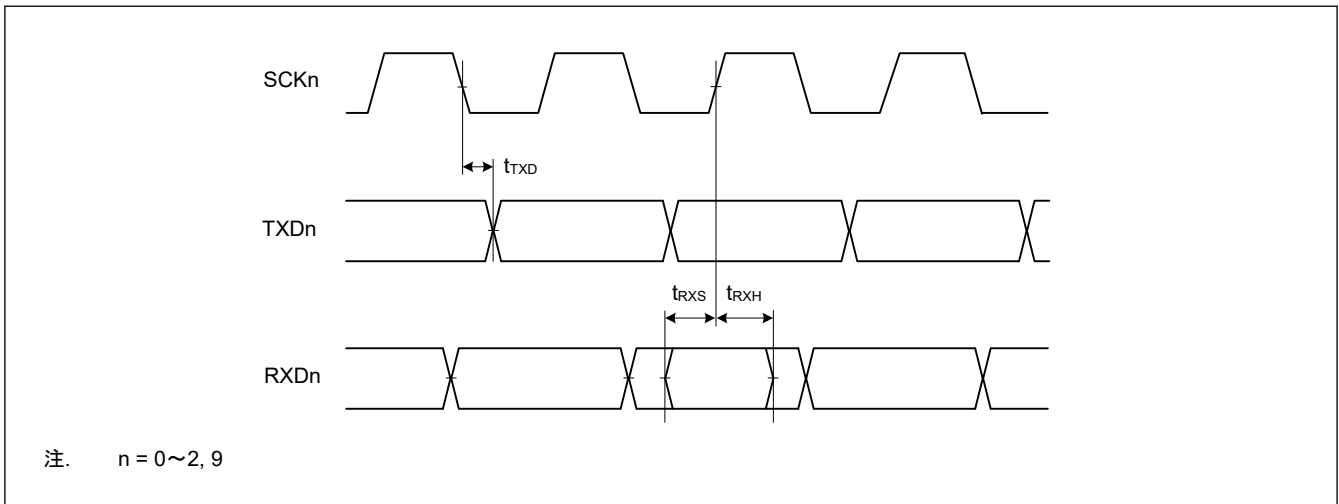 SCKn
tTXD
TXDn
tRXS tRXH
RXDn
注. n = 0～2, 9